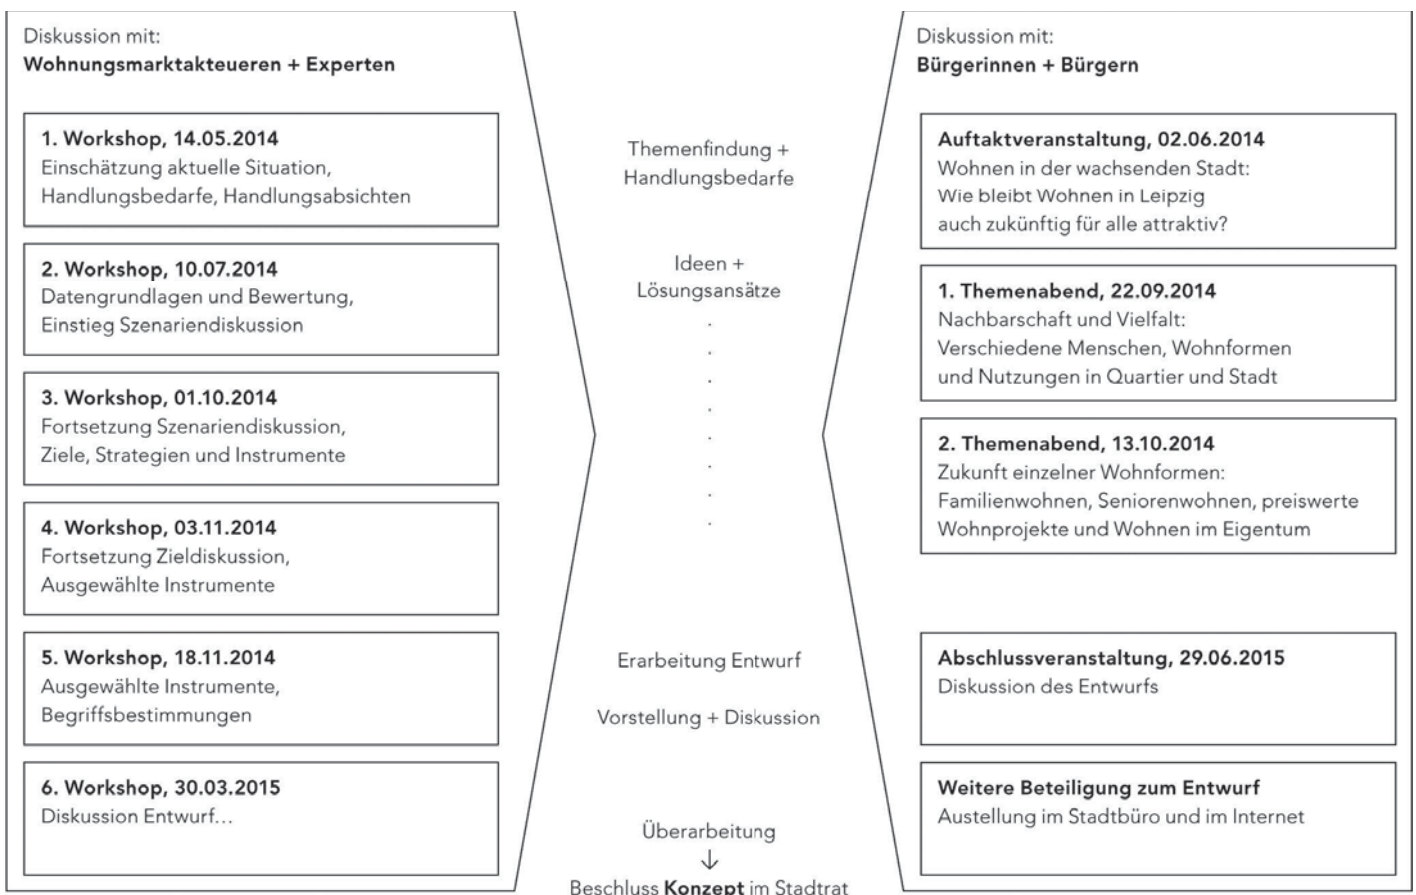 Diskussion mit:
Wohnungsmarktakteueren + Experten
1. Workshop, 14.05.2014
Einschätzung aktuelle Situation,
Handlungsbedarfe, Handlungsabsichten
2. Workshop, 10.07.2014
Datengrundlagen und Bewertung,
Einstieg Szenariendiskussion
3. Workshop, 01.10.2014
Fortsetzung Szenariendiskussion,
Ziele, Strategien und Instrumente
4. Workshop, 03.11.2014
Fortsetzung Zieldiskussion,
Ausgewählte Instrumente
5. Workshop, 18.11.2014
Ausgewählte Instrumente,
Begriffsbestimmungen
6. Workshop, 30.03.2015
Diskussion Entwurf...
Themenfindung +
Handlungsbedarfe
Ideen +
Lösungsansätze
.
.
.
.
.
.
.
.
Erarbeitung Entwurf
Vorstellung + Diskussion
Überarbeitung
↓
Beschluss Konzept im Stadtrat
Diskussion mit:
Bürgerinnen + Bürgern
Auftaktveranstaltung, 02.06.2014
Wohnen in der wachsenden Stadt:
Wie bleibt Wohnen in Leipzig
auch zukünftig für alle attraktiv?
1. Themenabend, 22.09.2014
Nachbarschaft und Vielfalt:
Verschiedene Menschen, Wohnformen
und Nutzungen in Quartier und Stadt
2. Themenabend, 13.10.2014
Zukunft einzelner Wohnformen:
Familienwohnen, Seniorenwohnen, preiswerte
Wohnprojekte und Wohnen im Eigentum
Abschlussveranstaltung, 29.06.2015
Diskussion des Entwurfs
Weitere Beteiligung zum Entwurf
Austellung im Stadtbüro und im Internet